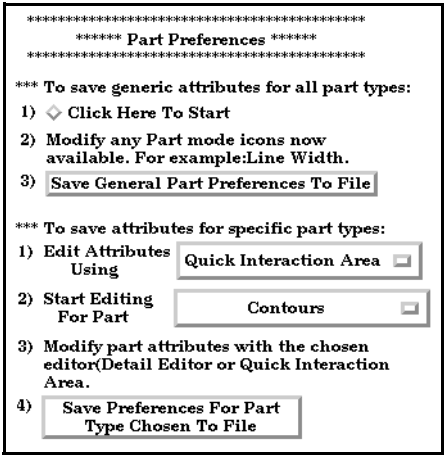 ******************************************
****** Part Preferences ******
******************************************
*** To save generic attributes for all part types:
1) Click Here To Start
2) Modify any Part mode icons now
available. For example:Line Width.
3) Save General Part Preferences To File
*** To save attributes for specific part types:
1) Edit Attributes
Using
Quick Interaction Area
2) Start Editing
For Part
Contours
3) Modify part attributes with the chosen
editor(Detail Editor or Quick Interaction
Area.
4) Save Preferences For Part
Type Chosen To File